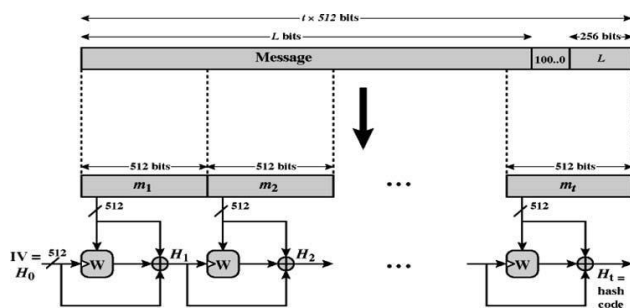 t × 512 bits
L bits
256 bits
Message 100..0 L
512 bits 512 bits 512 bits
m1 m2 ... mt
512 512 512
IV = H0 512 >W H1 >W H2 ... >W Ht = hash code